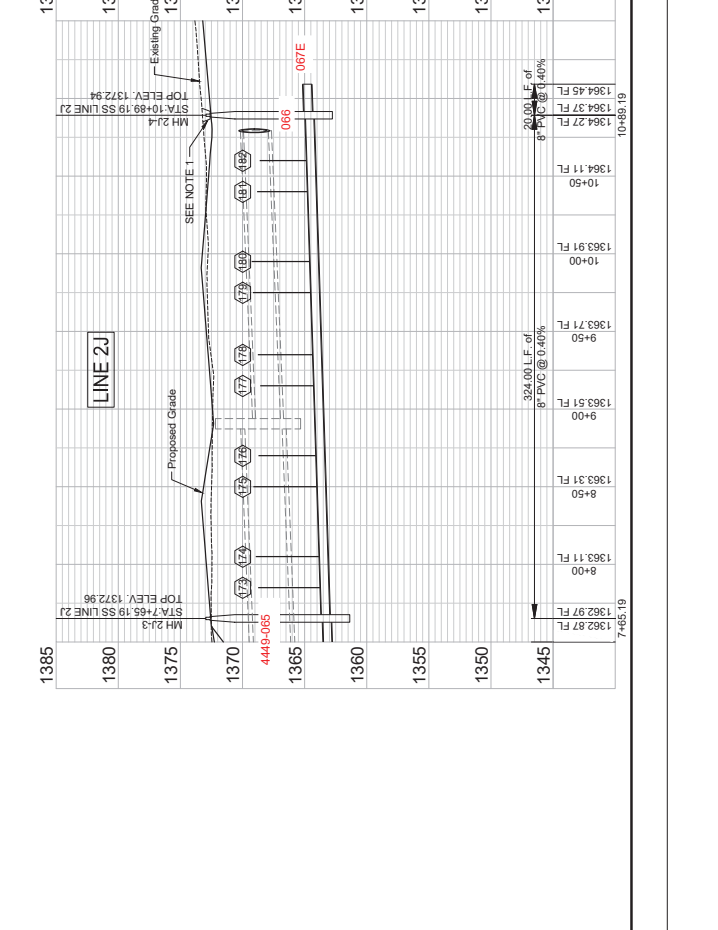 LINE 2J
Existing Grad
Proposed Grade
SEE NOTE 1
MH 2J-4
STA:10+89.19 SS LINE 2J
TOP ELEV. 1372.94
MH 2J-3
STA:7+65.19 SS LINE 2J
TOP ELEV. 1372.96
067E
066
4449-065
182
181
180
179
178
177
176
175
174
173
1385
1380
1375
1370
1365
1360
1355
1350
1345
20.00 L.F. of
8" PVC @ 0.40%
324.00 L.F. of
8" PVC @ 0.40%
1364.45 FL
1364.37 FL
1364.27 FL
10+89.19
1364.11 FL
10+50
1363.91 FL
10+00
1363.71 FL
9+50
1363.51 FL
9+00
1363.31 FL
8+50
1363.11 FL
8+00
1362.97 FL
1362.87 FL
7+65.19